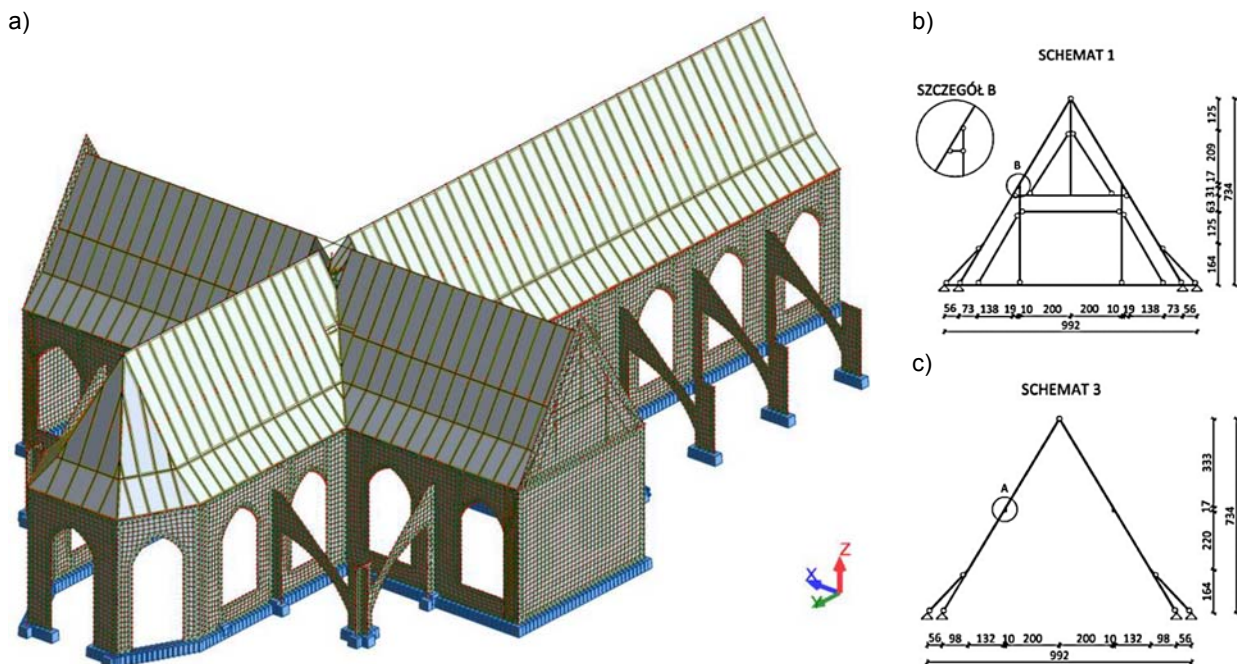 a)
b)
SCHEMAT 1
SZCZEGÓŁ B
B
125
209
17
31
63
125
164
734
56 73 138 19 10 200 200 10 19 138 73 56
992
c)
SCHEMAT 3
A
333
17
220
164
734
56 98 132 10 200 200 10 132 98 56
992
Z
X
Y